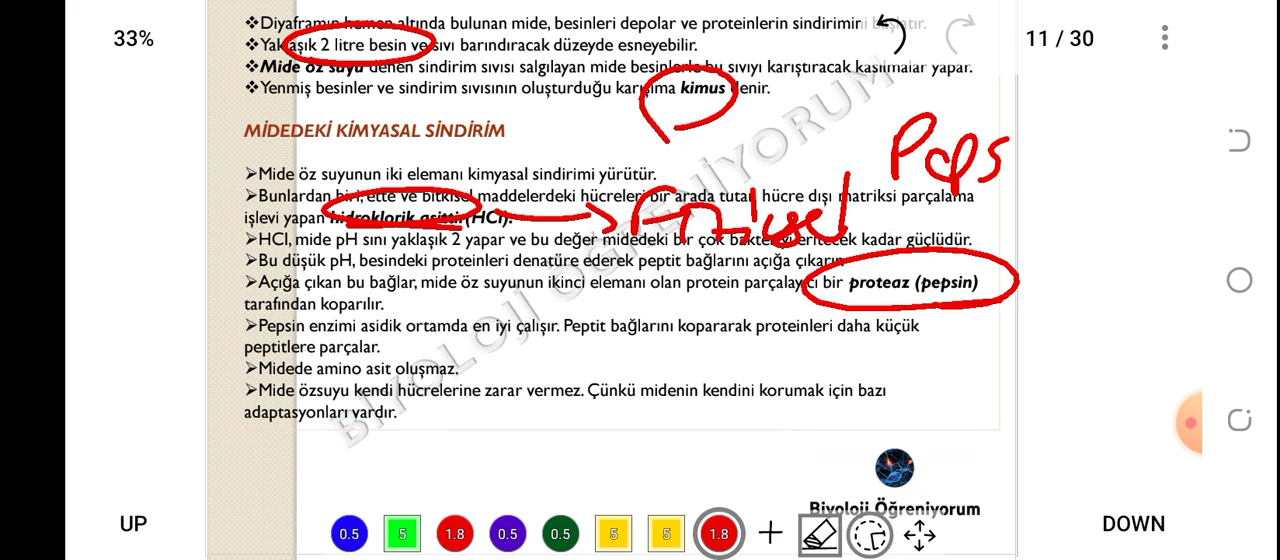 33%
11 / 30
❖Diyaframın hemen altında bulunan mide, besinleri depolar ve proteinlerin sindirimini başlatır.
❖Yaklaşık 2 litre besin ve sıvı barındıracak düzeyde esneyebilir.
❖Mide öz suyu denen sindirim sıvısı salgılayan mide besinlerle bu sıvıyı karıştıracak kasılmalar yapar.
❖Yenmiş besinler ve sindirim sıvısının oluşturduğu karışıma kimus denir.
MİDEDEKİ KİMYASAL SİNDİRİM
Peps
➤Mide öz suyunun iki elemanı kimyasal sindirimi yürütür.
➤Bunlardan biri, ette ve bitkisel maddelerdeki hücreleri bir arada tutan hücre dışı matriksi parçalama
işlevi yapan hidroklorik asittir(HCl).
➤HCl, mide pH sını yaklaşık 2 yapar ve bu değer midedeki bir çok bakteriyi eritecek kadar güçlüdür.
➤Bu düşük pH, besindeki proteinleri denatüre ederek peptit bağlarını açığa çıkarır.
➤Açığa çıkan bu bağlar, mide öz suyunun ikinci elemanı olan protein parçalayıcı bir proteaz (pepsin)
tarafından koparılır.
➤Pepsin enzimi asidik ortamda en iyi çalışır. Peptit bağlarını kopararak proteinleri daha küçük
peptitlere parçalar.
➤Midede amino asit oluşmaz.
➤Mide özsuyu kendi hücrelerine zarar vermez. Çünkü midenin kendini korumak için bazı
adaptasyonları vardır.
BİYOLOJİ ÖĞRENİYORUM
Biyoloji Öğreniyorum
UP
0.5 5 1.8 0.5 0.5 5 5 1.8
DOWN